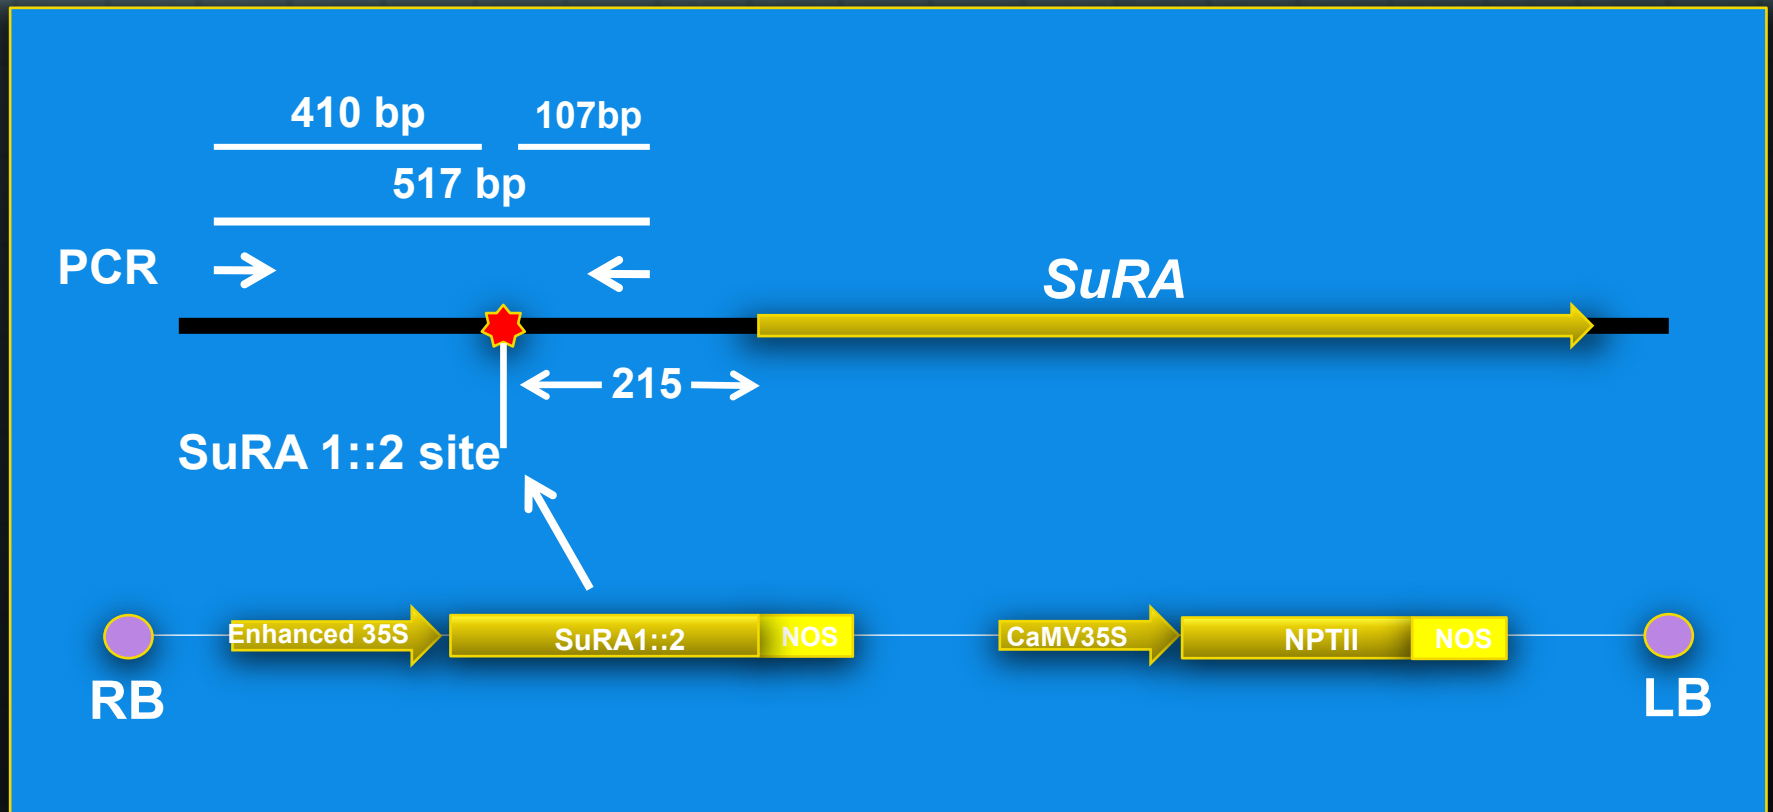 410 bp
107bp
517 bp
PCR
SuRA
215
SuRA 1::2 site
Enhanced 35S
SuRA1::2
NOS
CaMV35S
NPTII
NOS
RB
LB